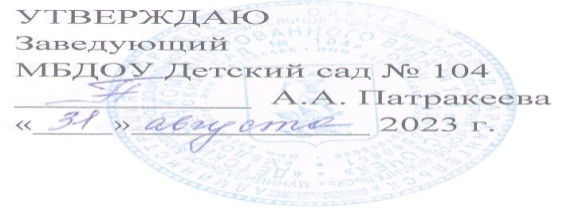 УТВЕРЖДАЮ
Заведующий
МБДОУ Детский сад № 104
А.А. Патракеева
«31» августа 2023 г.